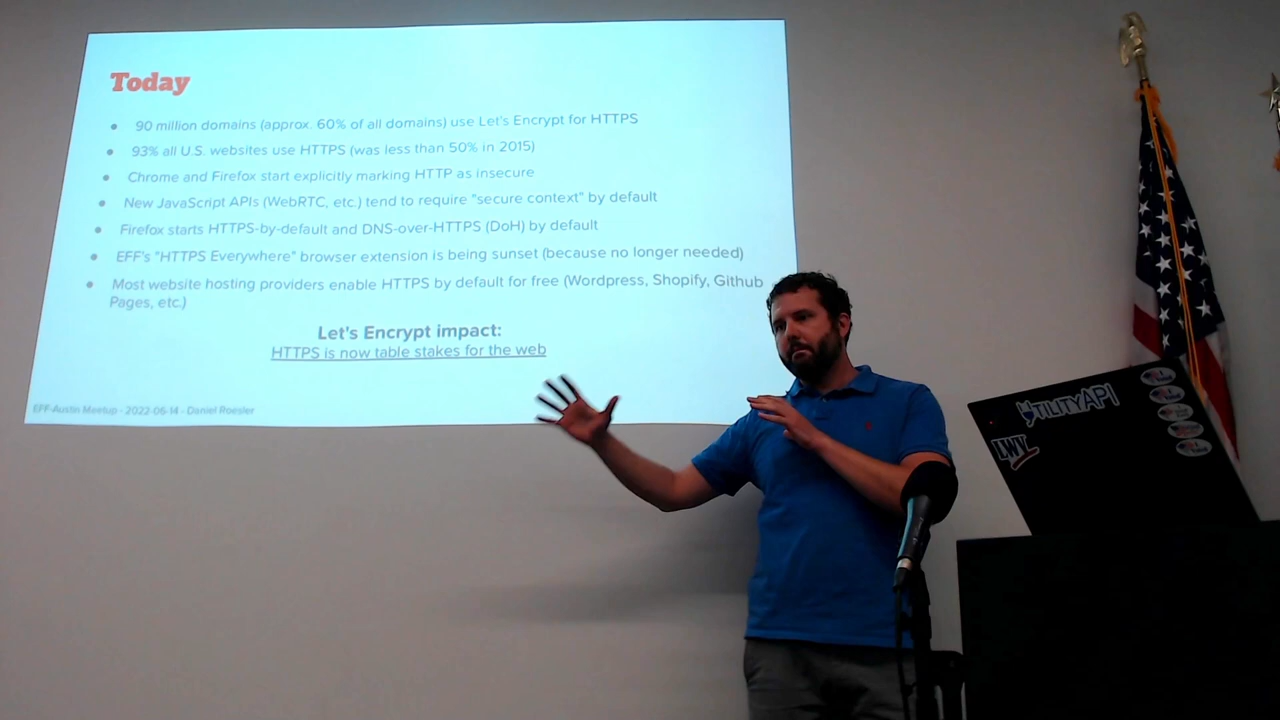 Today
90 million domains (approx. 60% of all domains) use Let's Encrypt for HTTPS
93% all U.S. websites use HTTPS (was less than 50% in 2015)
Chrome and Firefox start explicitly marking HTTP as insecure
New JavaScript APIs (WebRTC, etc.) tend to require "secure context" by default
Firefox starts HTTPS-by-default and DNS-over-HTTPS (DoH) by default
EFF's "HTTPS Everywhere" browser extension is being sunset (because no longer needed)
Most website hosting providers enable HTTPS by default for free (Wordpress, Shopify, Github
Pages, etc.)
Let's Encrypt impact:
HTTPS is now table stakes for the web
EFF-Austin Meetup - 2022-06-14 - Daniel Roesler
UTILITYAPI
LWV